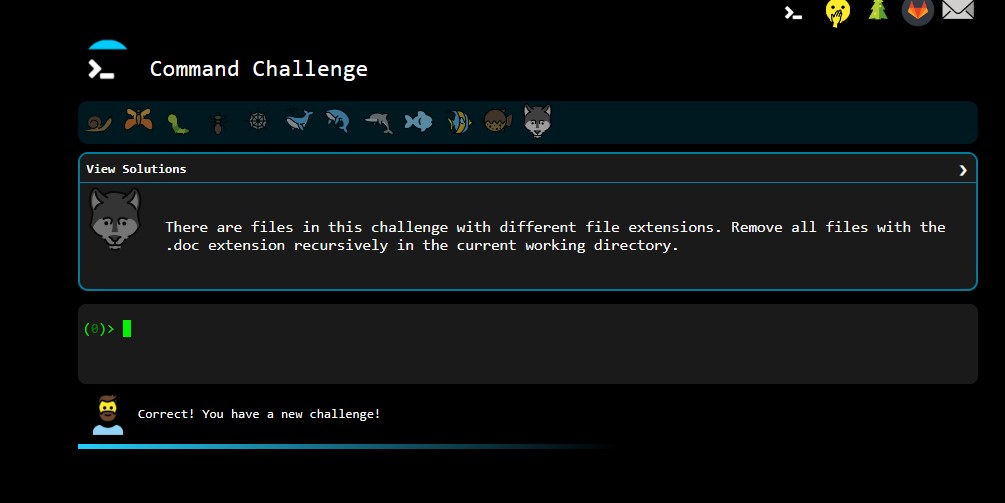 Command Challenge
View Solutions
There are files in this challenge with different file extensions. Remove all files with the
.doc extension recursively in the current working directory.
(0)>
Correct! You have a new challenge!